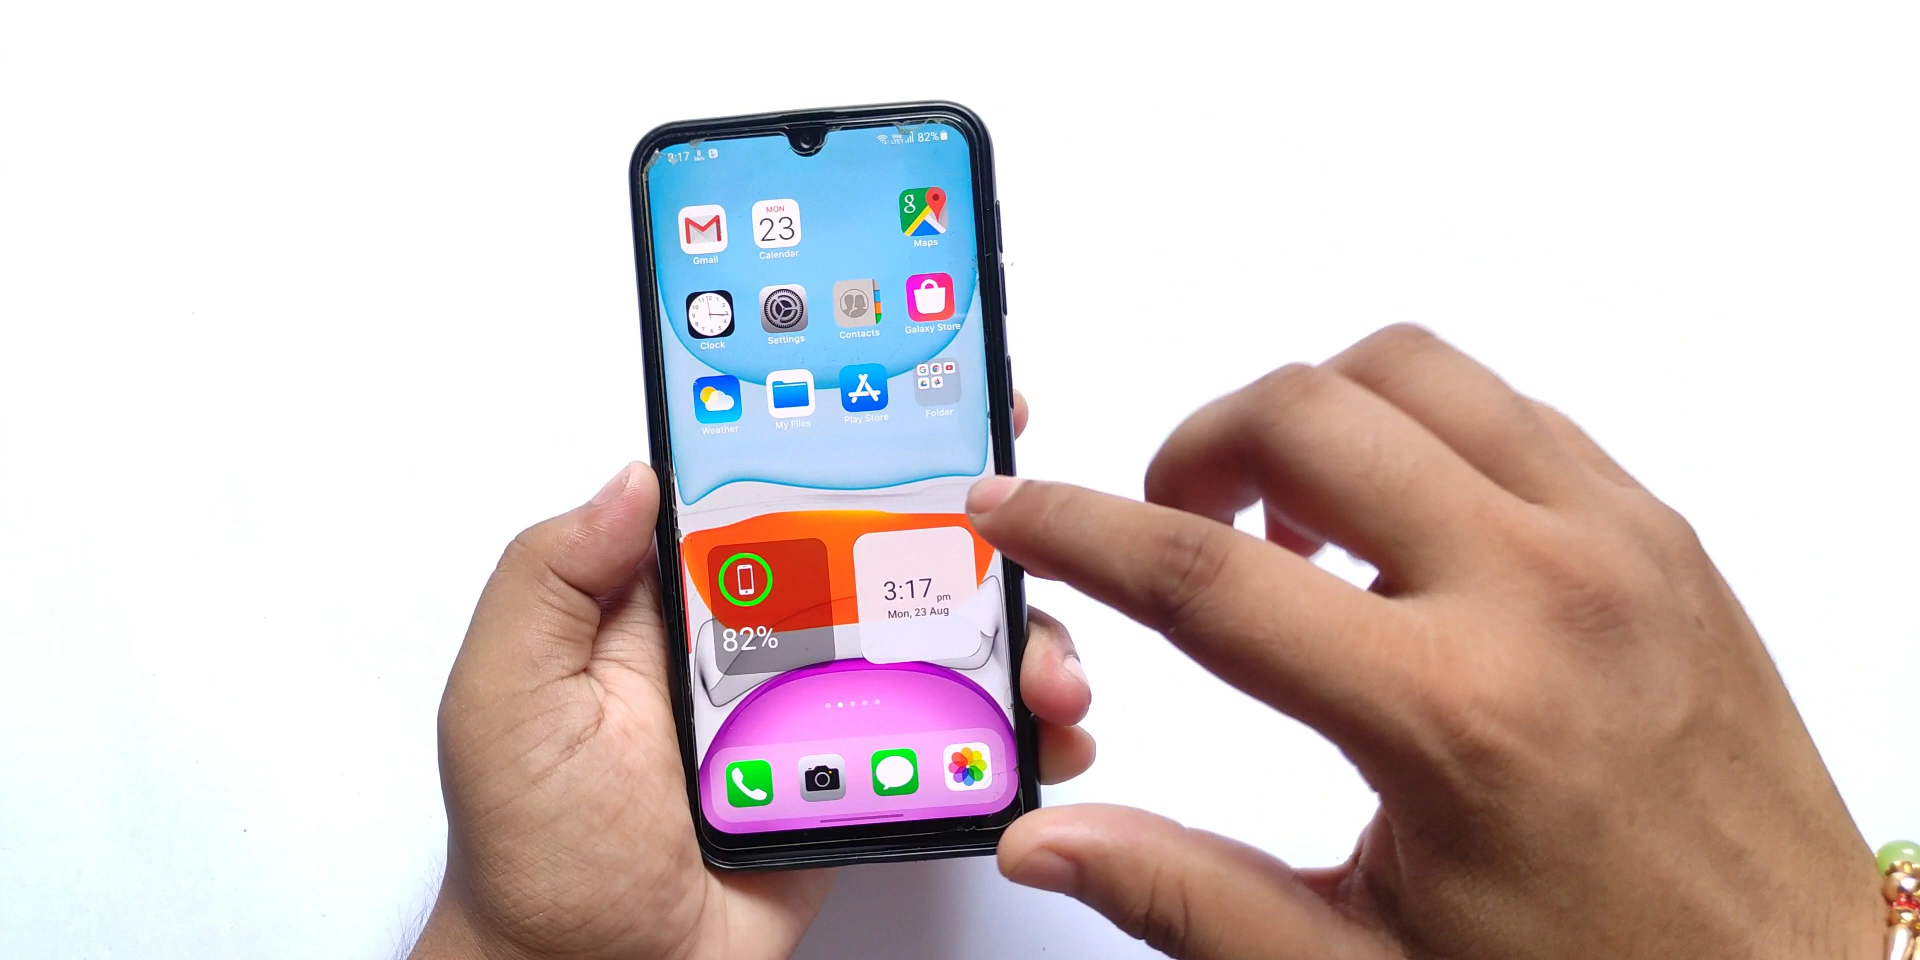 3:17
82%
MON
23
Gmail
Calendar
Maps
Clock
Settings
Contacts
Galaxy Store
Weather
My Files
Play Store
Folder
82%
3:17 pm
Mon, 23 Aug